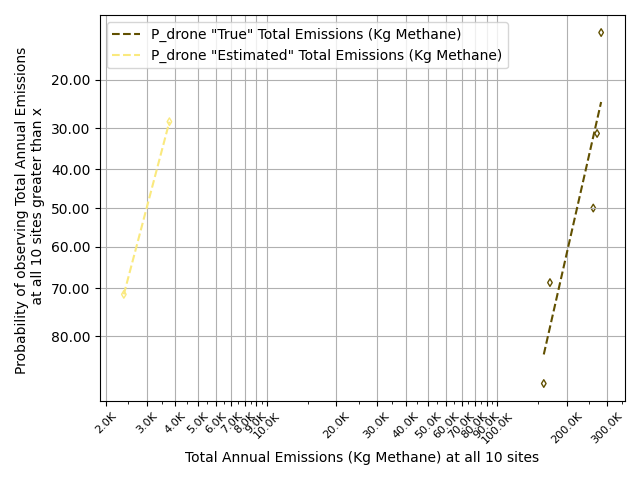 P_drone "True" Total Emissions (Kg Methane)
P_drone "Estimated" Total Emissions (Kg Methane)
Probability of observing Total Annual Emissions
at all 10 sites greater than x
20.00
30.00
40.00
50.00
60.00
70.00
80.00
2.0K
3.0K
4.0K
5.0K
6.0K
7.0K
8.0K
9.0K
10.0K
20.0K
30.0K
40.0K
50.0K
60.0K
70.0K
80.0K
90.0K
100.0K
200.0K
300.0K
Total Annual Emissions (Kg Methane) at all 10 sites